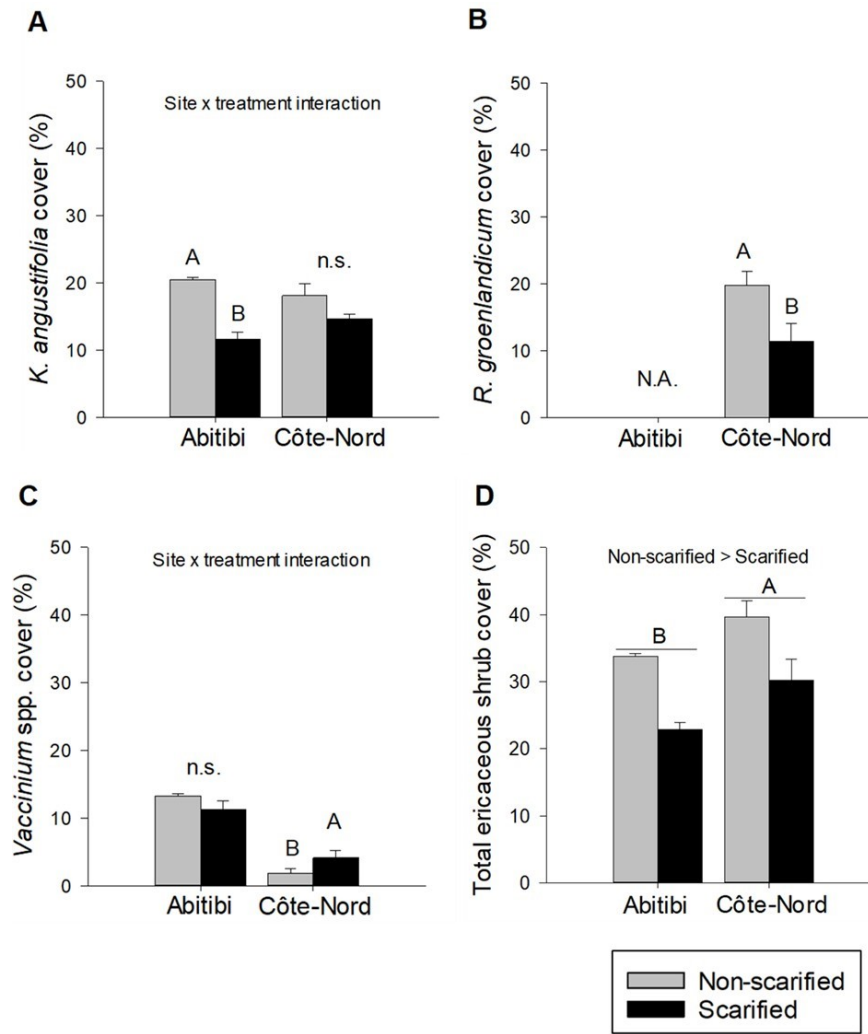 A
K. angustifolia cover (%)
50
40
30
20
10
0
Site x treatment interaction
A
B
n.s.
Abitibi
Côte-Nord
B
R. groenlandicum cover (%)
50
40
30
20
10
0
N.A.
A
B
Abitibi
Côte-Nord
C
Vaccinium spp. cover (%)
50
40
30
20
10
0
Site x treatment interaction
n.s.
B
A
Abitibi
Côte-Nord
D
Total ericaceous shrub cover (%)
50
40
30
20
10
0
Non-scarified > Scarified
B
A
Abitibi
Côte-Nord
Non-scarified
Scarified